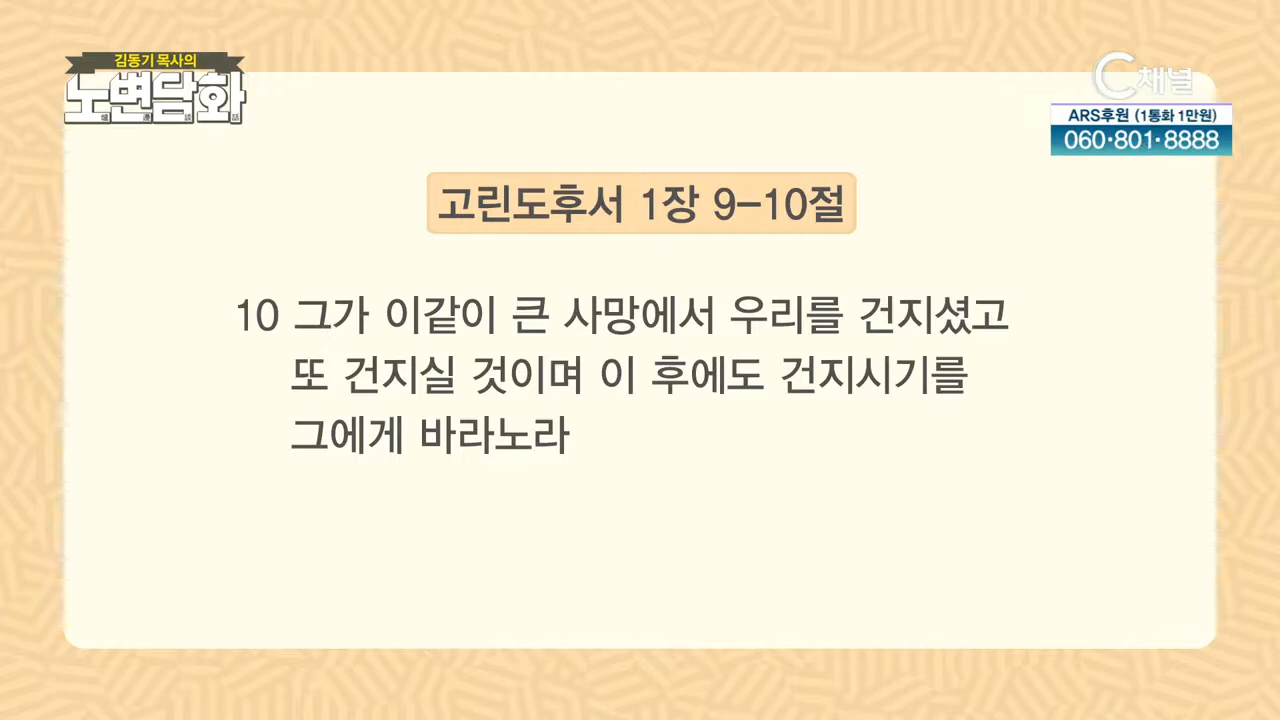 김동기 목사의
노변담화
C채널
ARS후원 (1통화 1만원)
060·801·8888
고린도후서 1장 9-10절
10 그가 이같이 큰 사망에서 우리를 건지셨고
또 건지실 것이며 이 후에도 건지시기를
그에게 바라노라